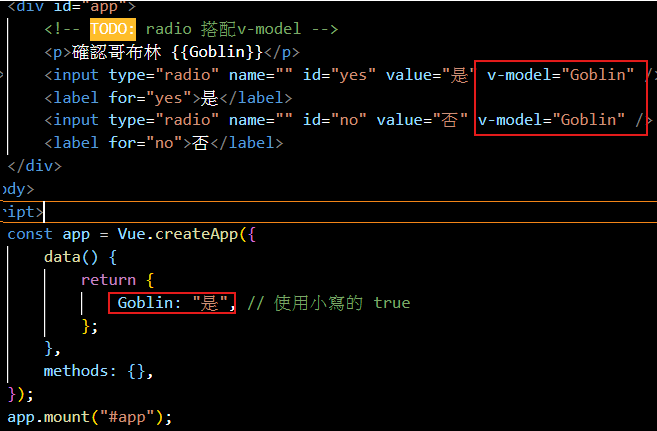 <div id="app">
<!-- TODO: radio 搭配v-model -->
<p>確認哥布林 {{Goblin}}</p>
<input type="radio" name="" id="yes" value="是" v-model="Goblin" />
<label for="yes">是</label>
<input type="radio" name="" id="no" value="否" v-model="Goblin" />
<label for="no">否</label>
</div>
ody>
ript>
const app = Vue.createApp({
data() {
return {
Goblin: "是", // 使用小寫的 true
};
},
methods: {},
});
app.mount("#app");